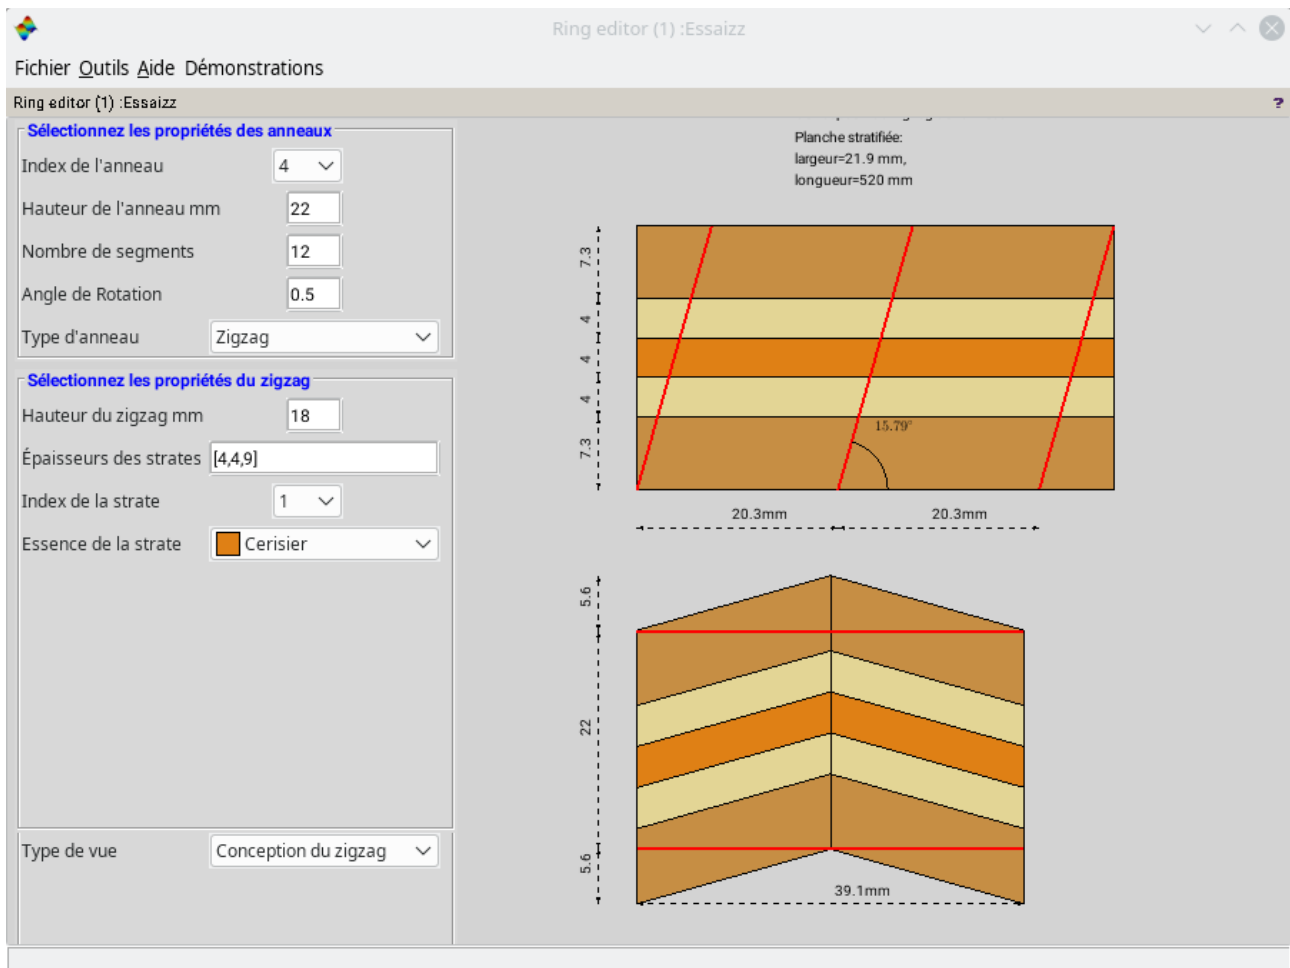 Ring editor (1) :Essaizz
Fichier Outils Aide Démonstrations
Ring editor (1) :Essaizz ?
Sélectionnez les propriétés des anneaux
Index de l'anneau 4
Hauteur de l'anneau mm 22
Nombre de segments 12
Angle de Rotation 0.5
Type d'anneau Zigzag
Sélectionnez les propriétés du zigzag
Hauteur du zigzag mm 18
Épaisseurs des strates [4,4,9]
Index de la strate 1
Essence de la strate Cerisier
Type de vue Conception du zigzag
Planche stratifiée:
largeur=21.9 mm,
longueur=520 mm
7.3
4
4
4
7.3
15.79°
20.3mm 20.3mm
5.6
22
5.6
39.1mm